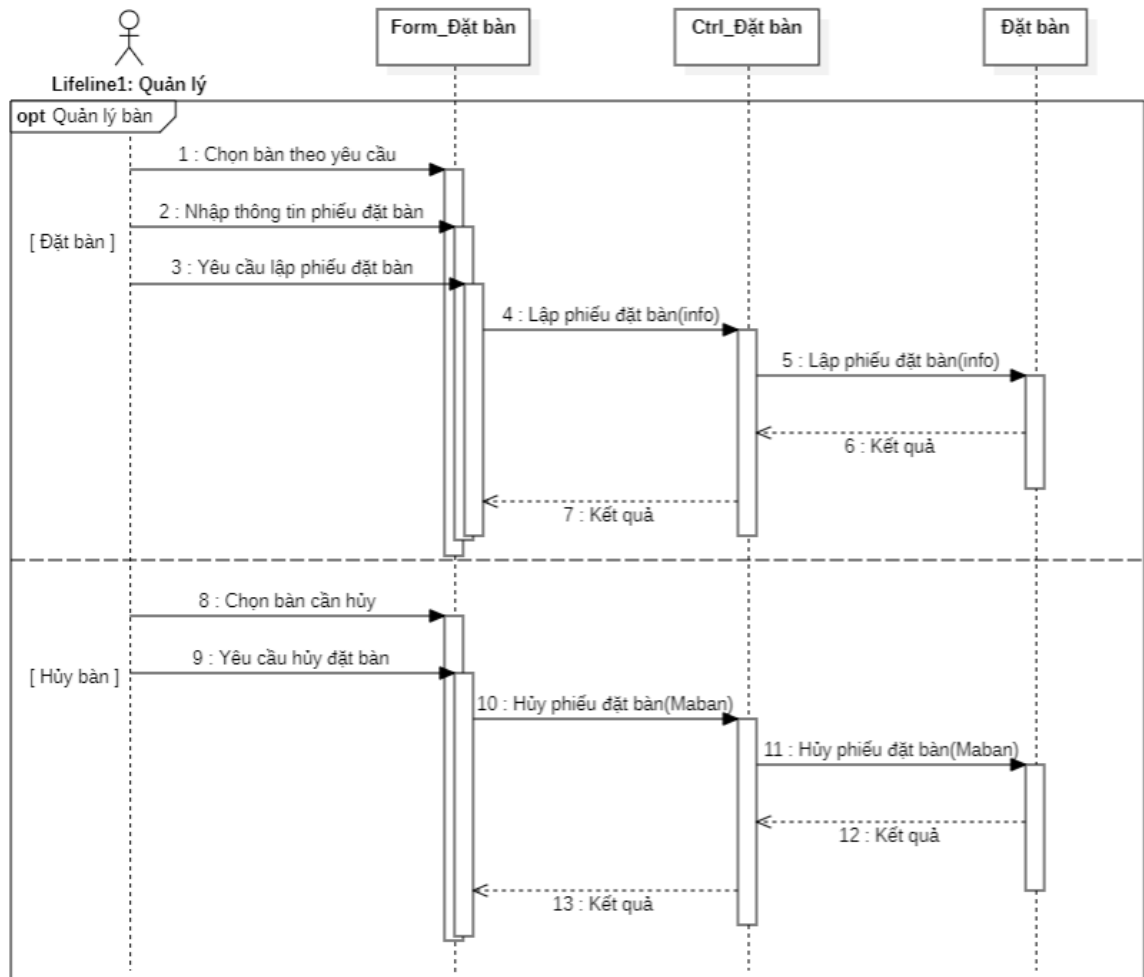 Form_Đặt bàn
Ctrl_Đặt bàn
Đặt bàn
Lifeline1: Quản lý
opt Quản lý bàn
1 : Chọn bàn theo yêu cầu
2 : Nhập thông tin phiếu đặt bàn
[ Đặt bàn ]
3 : Yêu cầu lập phiếu đặt bàn
4 : Lập phiếu đặt bàn(info)
5 : Lập phiếu đặt bàn(info)
6 : Kết quả
7 : Kết quả
8 : Chọn bàn cần hủy
9 : Yêu cầu hủy đặt bàn
[ Hủy bàn ]
10 : Hủy phiếu đặt bàn(Maban)
11 : Hủy phiếu đặt bàn(Maban)
12 : Kết quả
13 : Kết quả